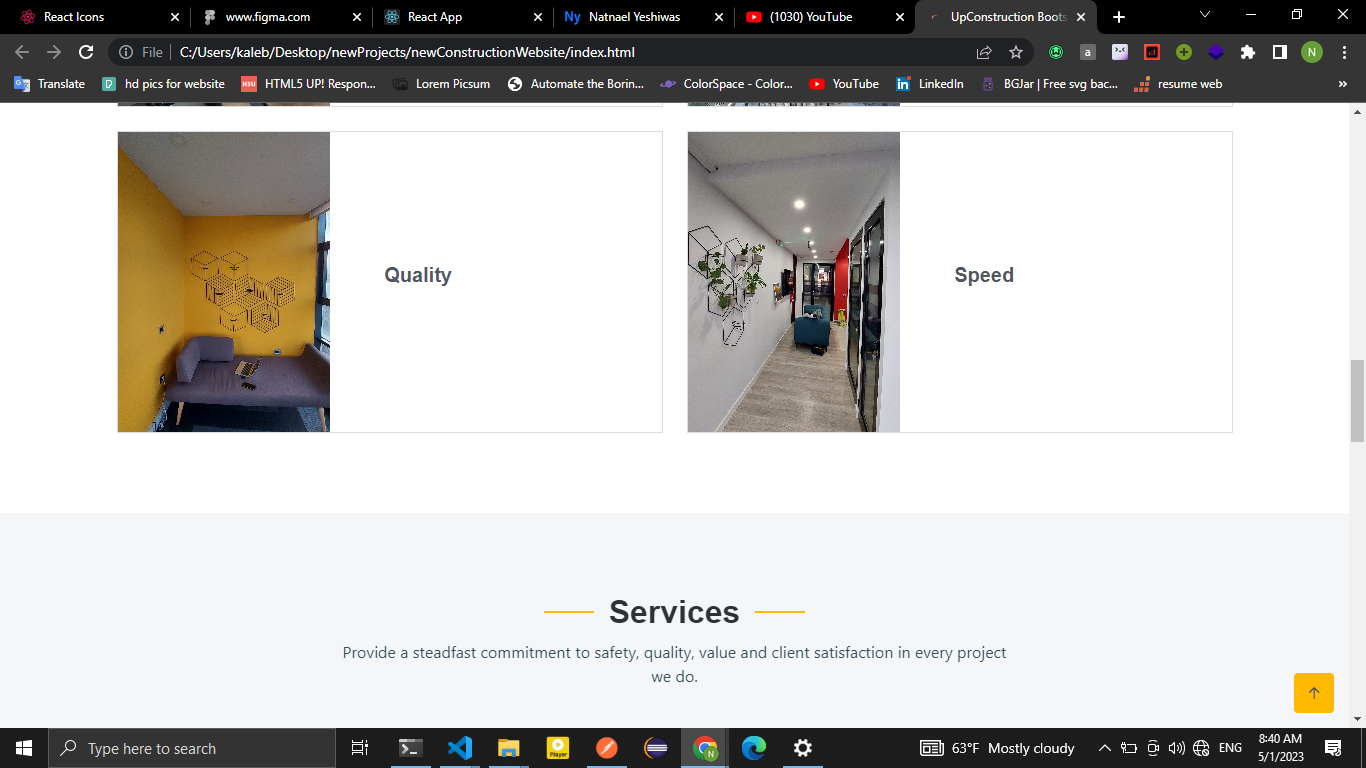 React Icons
www.figma.com
React App
Ny Natnael Yeshiwas
(1030) YouTube
UpConstruction Boots
File
C:/Users/kaleb/Desktop/newProjects/newConstructionWebsite/index.html
a
N
Translate
hd pics for website
HSU HTML5 UP! Respon...
Lorem Picsum
Automate the Borin...
ColorSpace - Color...
YouTube
LinkedIn
BGJar | Free svg bac...
resume web
»
Quality
Speed
Services
Provide a steadfast commitment to safety, quality, value and client satisfaction in every project
we do.
Type here to search
Player
N
63°F Mostly cloudy
ENG
8:40 AM
5/1/2023